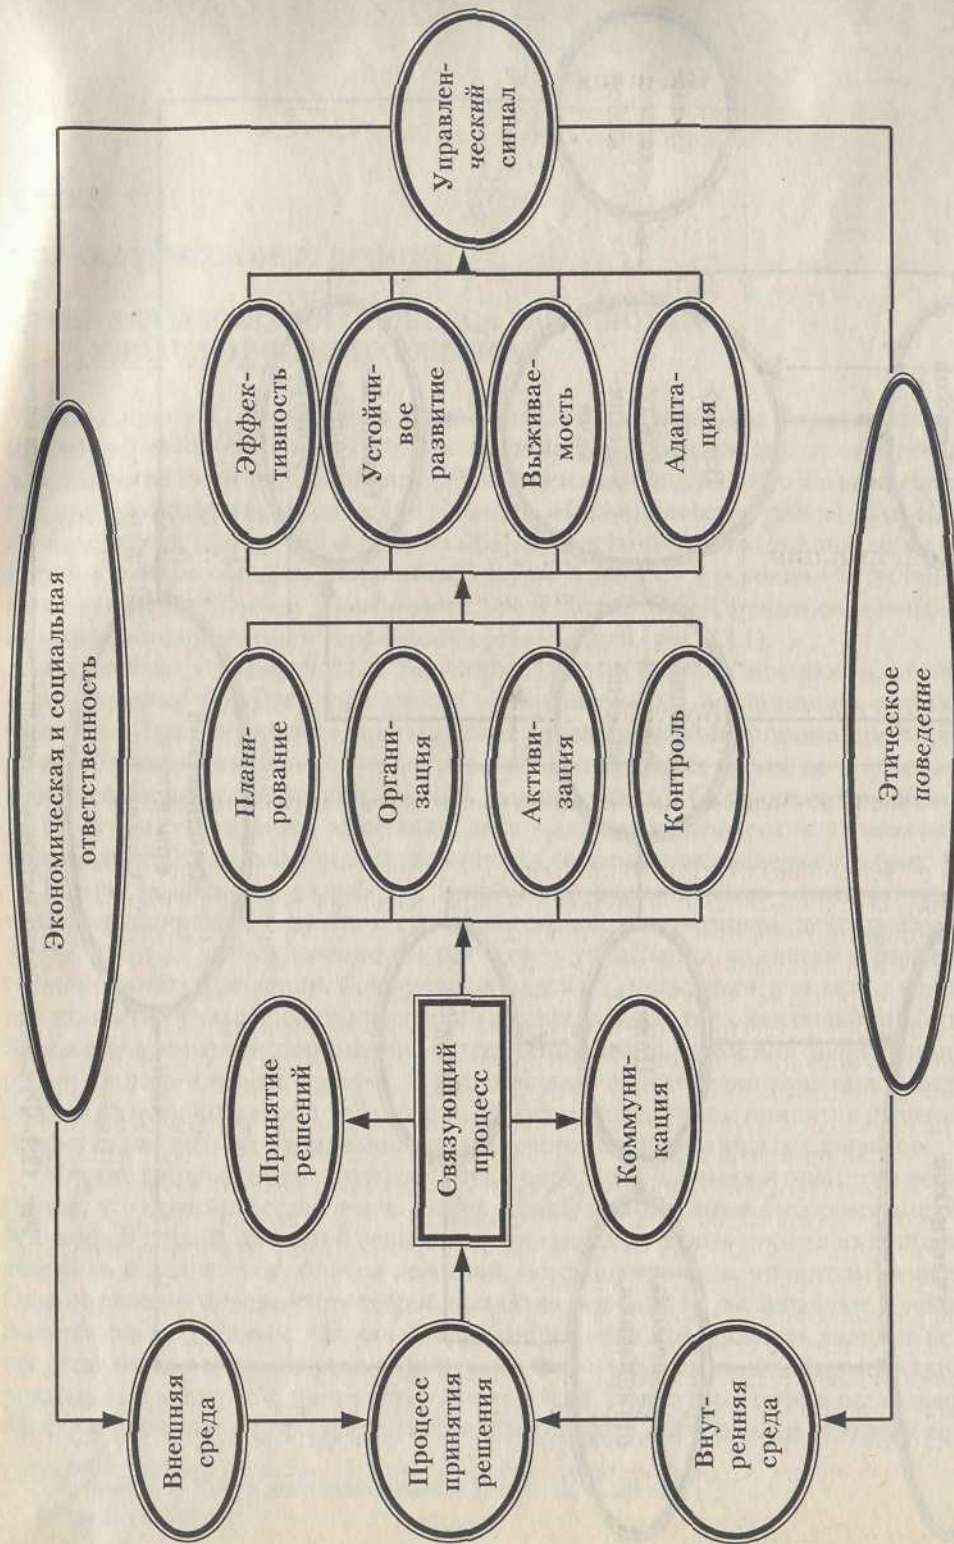 Экономическая и социальная
ответственность
Внешняя
среда
Процесс
принятия
решения
Внут-
ренняя
среда
Принятие
решений
Связующий
процесс
Коммуни-
кация
Плани-
рование
Органи-
зация
Активи-
зация
Контроль
Эффек-
тивность
Устойчи-
вое
развитие
Выживае-
мость
Адапта-
ция
Управлен-
ческий
сигнал
Этическое
поведение